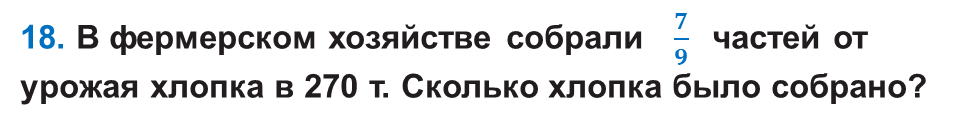 18. В фермерском хозяйстве собрали 7/9 частей от
урожая хлопка в 270 т. Сколько хлопка было собрано?